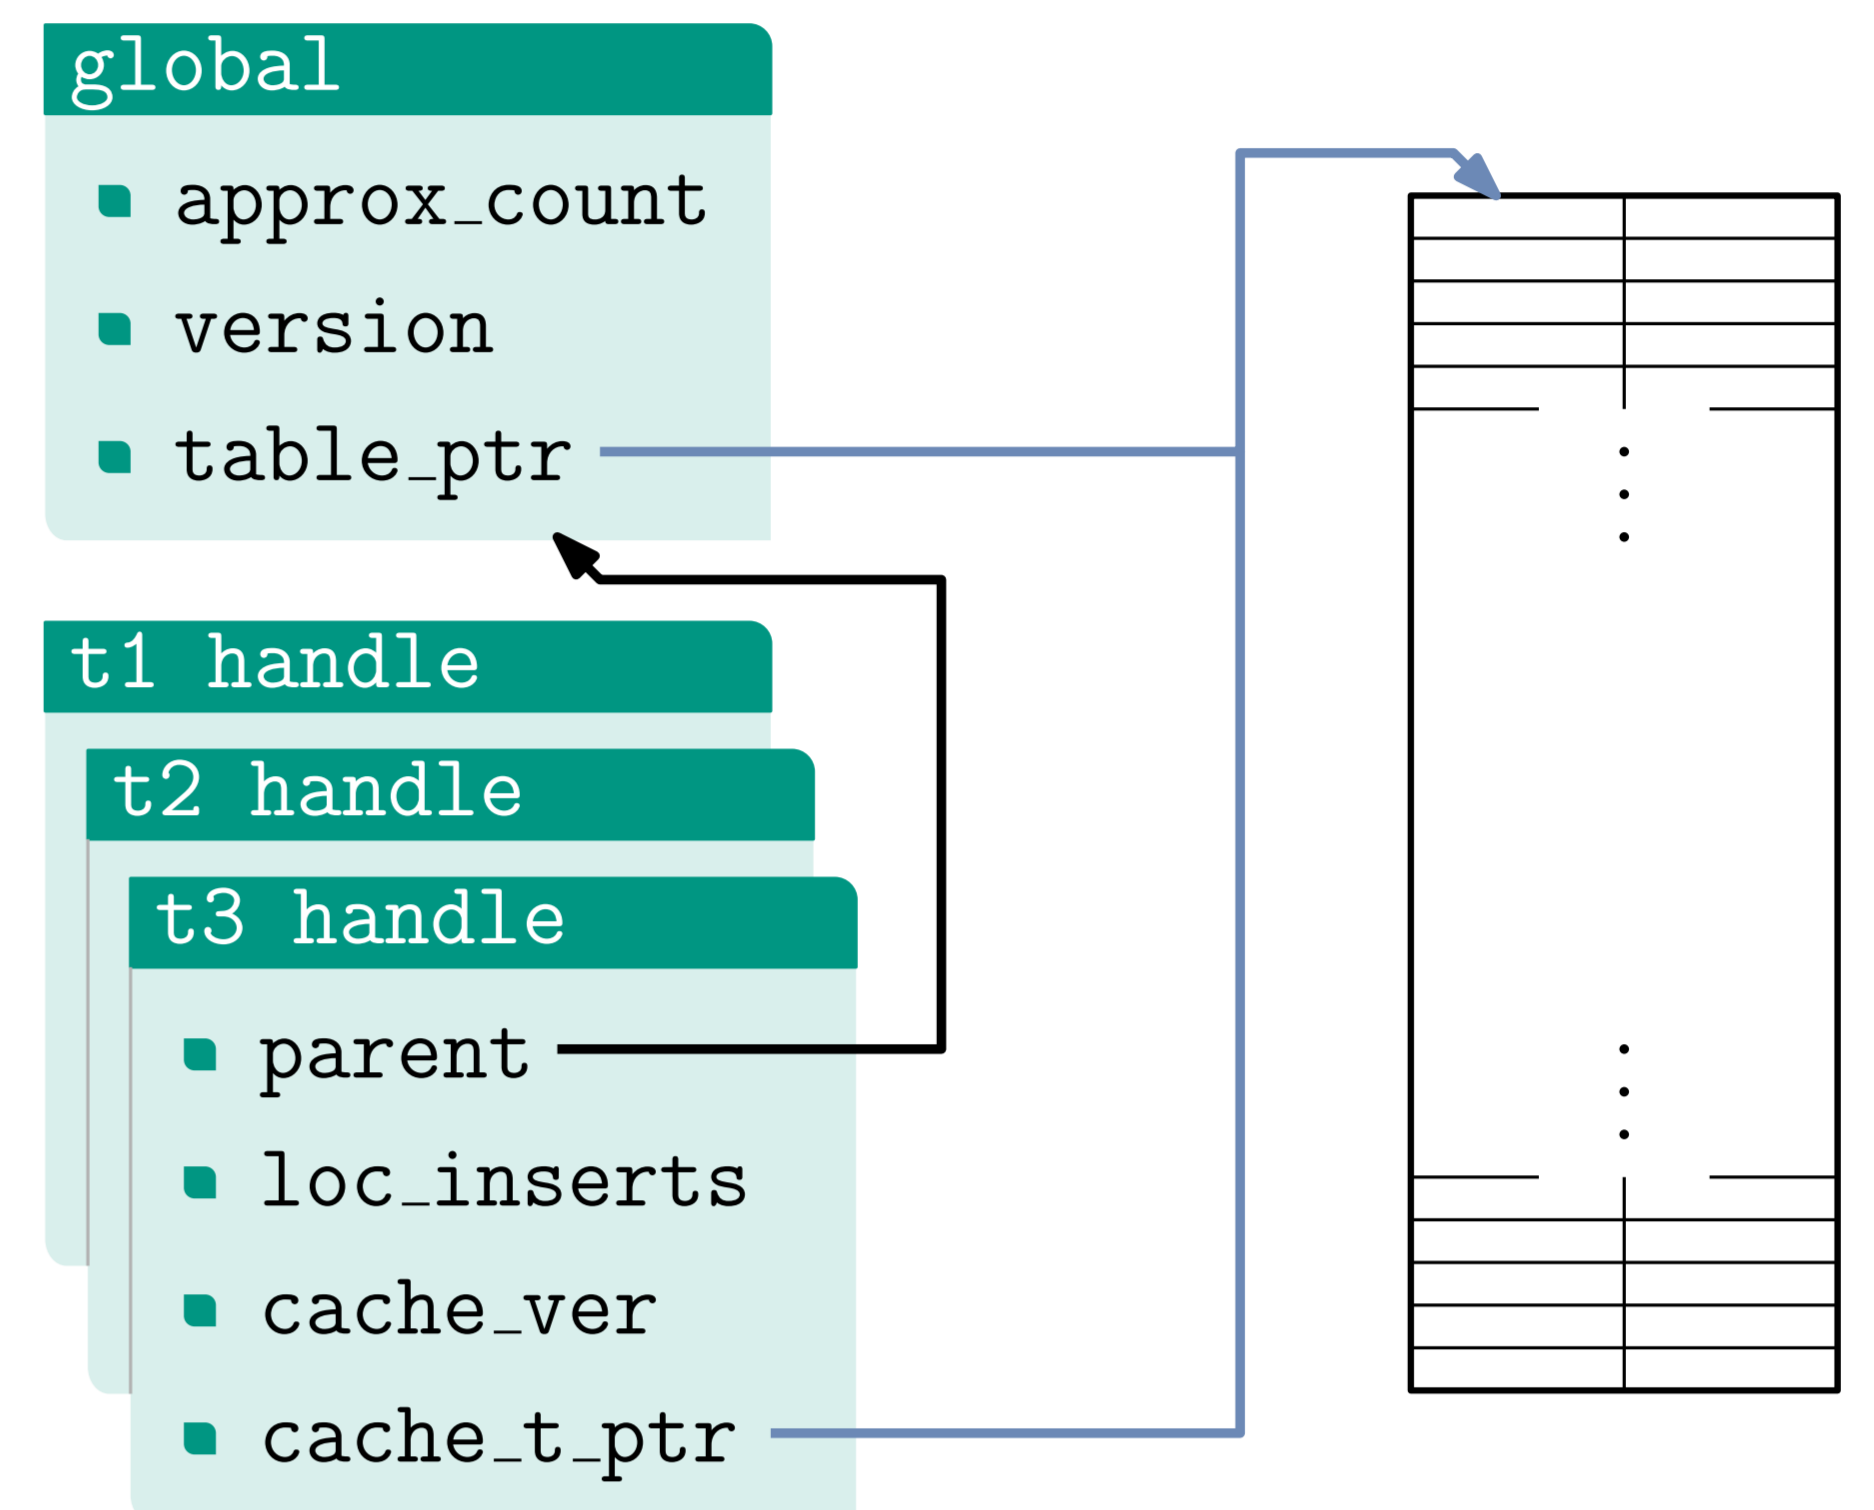 global
approx_count
version
table_ptr
t1 handle
t2 handle
t3 handle
parent
loc_inserts
cache_ver
cache_t_ptr